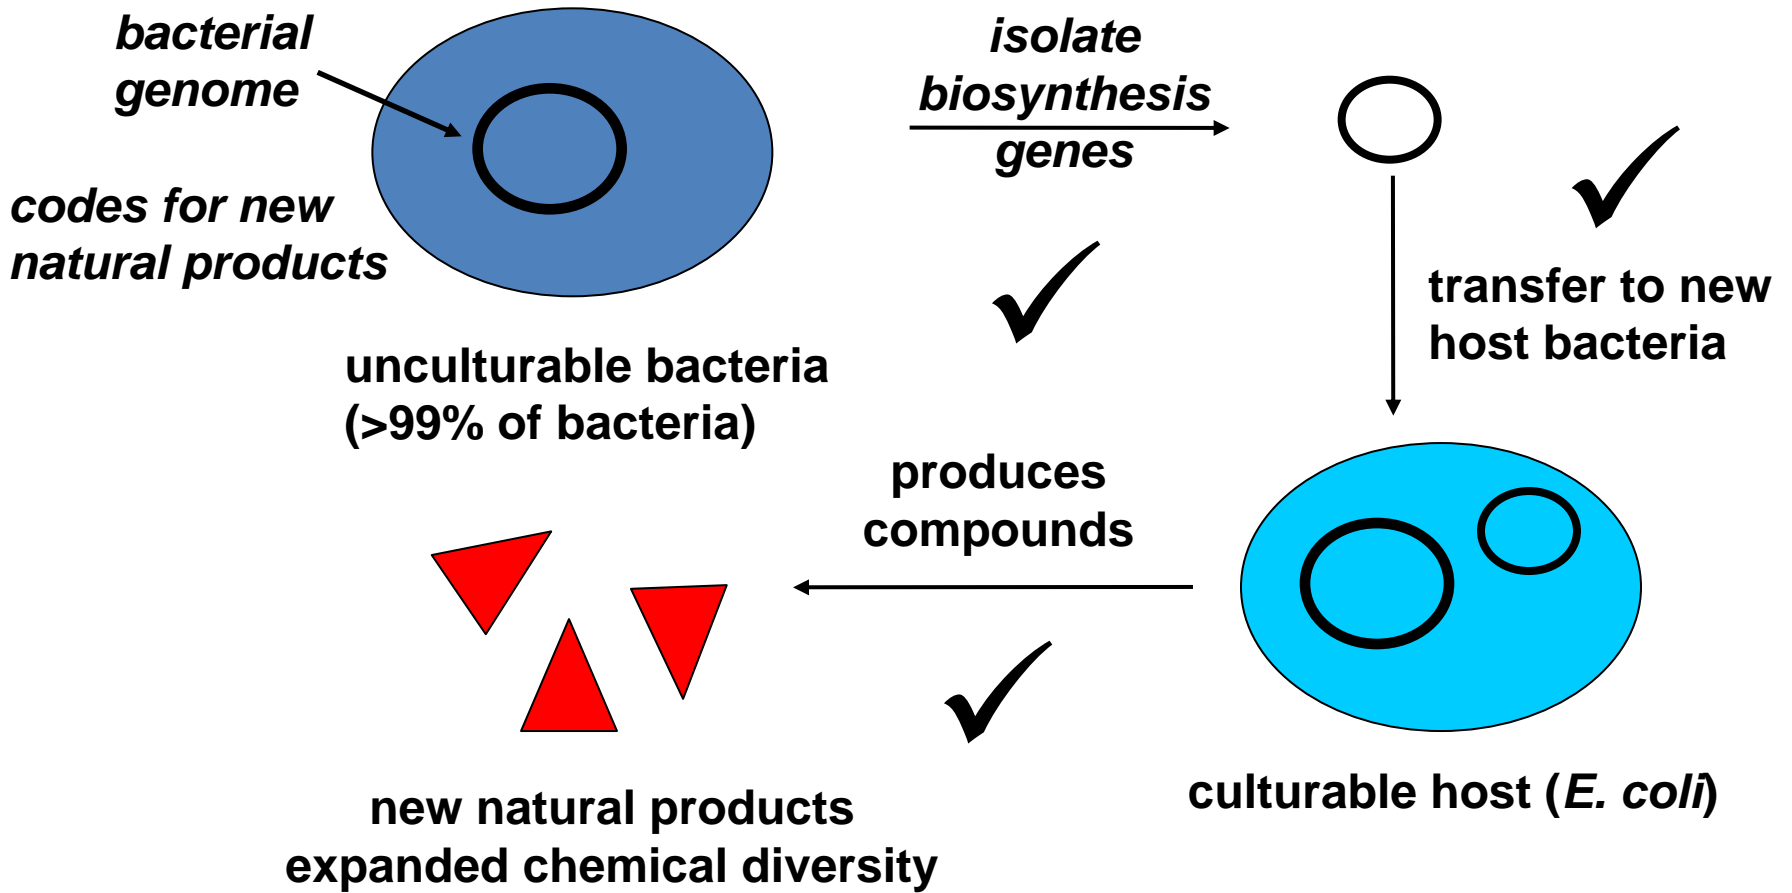 bacterial
genome
codes for new
natural products
unculturable bacteria
(>99% of bacteria)
isolate
biosynthesis
genes
transfer to new
host bacteria
culturable host (E. coli)
produces
compounds
new natural products
expanded chemical diversity